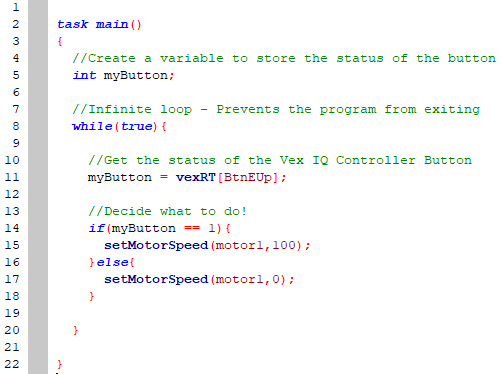 1
2 task main()
3 {
4 //Create a variable to store the status of the button
5 int myButton;
6
7 //Infinite loop - Prevents the program from exiting
8 while(true){
9
10 //Get the status of the Vex IQ Controller Button
11 myButton = vexRT[BtnEUp];
12
13 //Decide what to do!
14 if(myButton == 1){
15 setMotorSpeed(motor1,100);
16 }else{
17 setMotorSpeed(motor1,0);
18 }
19
20 }
21
22 }